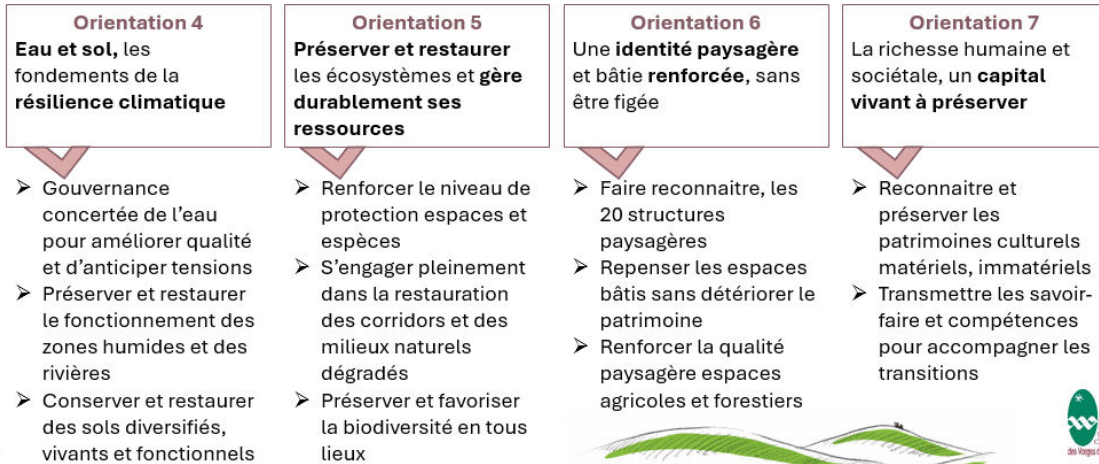 Orientation 4
Eau et sol, les
fondements de la
résilience climatique
➢ Gouvernance
concertée de l'eau
pour améliorer qualité
et d'anticiper tensions
➢ Préserver et restaurer
le fonctionnement des
zones humides et des
rivières
➢ Conserver et restaurer
des sols diversifiés,
vivants et fonctionnels
Orientation 5
Préserver et restaurer
les écosystèmes et gère
durablement ses
ressources
➢ Renforcer le niveau de
protection espaces et
espèces
➢ S'engager pleinement
dans la restauration
des corridors et des
milieux naturels
dégradés
➢ Préserver et favoriser
la biodiversité en tous
lieux
Orientation 6
Une identité paysagère
et bâtie renforcée, sans
être figée
➢ Faire reconnaitre, les
20 structures
paysagères
➢ Repenser les espaces
bâtis sans détériorer le
patrimoine
➢ Renforcer la qualité
paysagère espaces
agricoles et forestiers
Orientation 7
La richesse humaine et
sociétale, un capital
vivant à préserver
➢ Reconnaitre et
préserver les
patrimoines culturels
matériels, immatériels
➢ Transmettre les savoir-
faire et compétences
pour accompagner les
transitions
des Vosges d